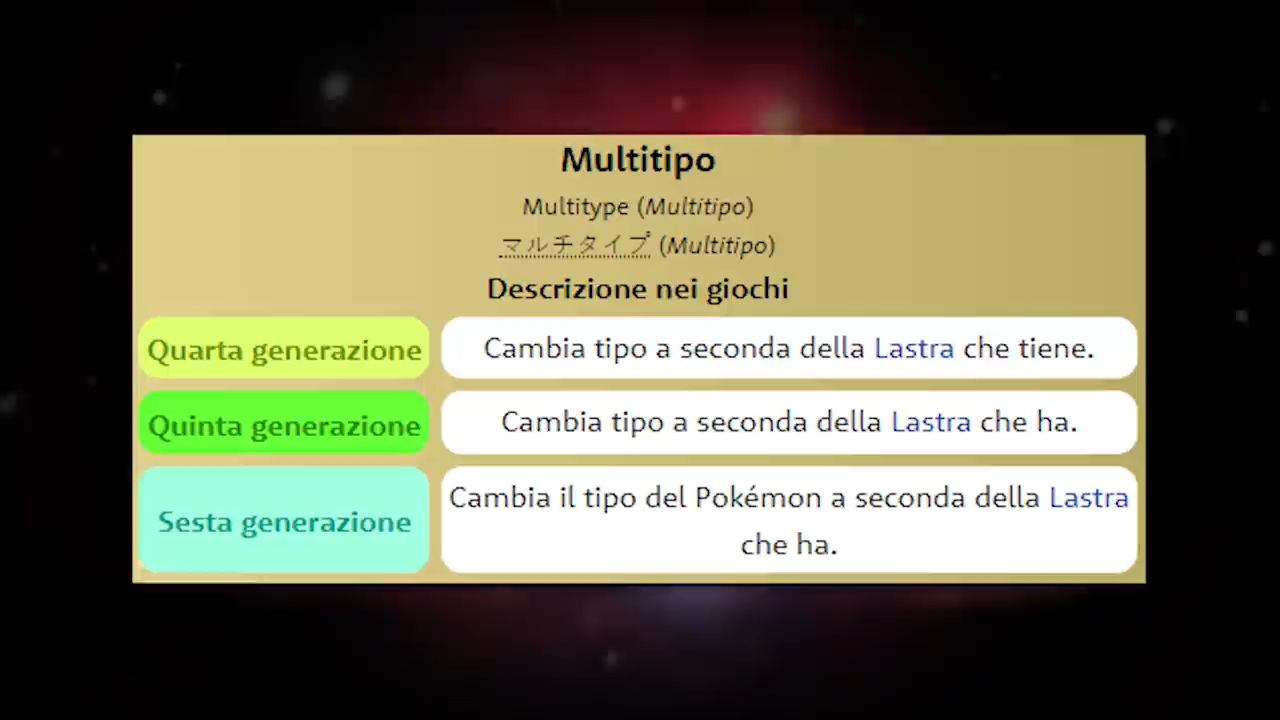 Multitipo
Multitype (Multitipo)
マルチタイプ (Multitipo)
Descrizione nei giochi
Quarta generazione
Cambia tipo a seconda della Lastra che tiene.
Quinta generazione
Cambia tipo a seconda della Lastra che ha.
Sesta generazione
Cambia il tipo del Pokémon a seconda della Lastra
che ha.